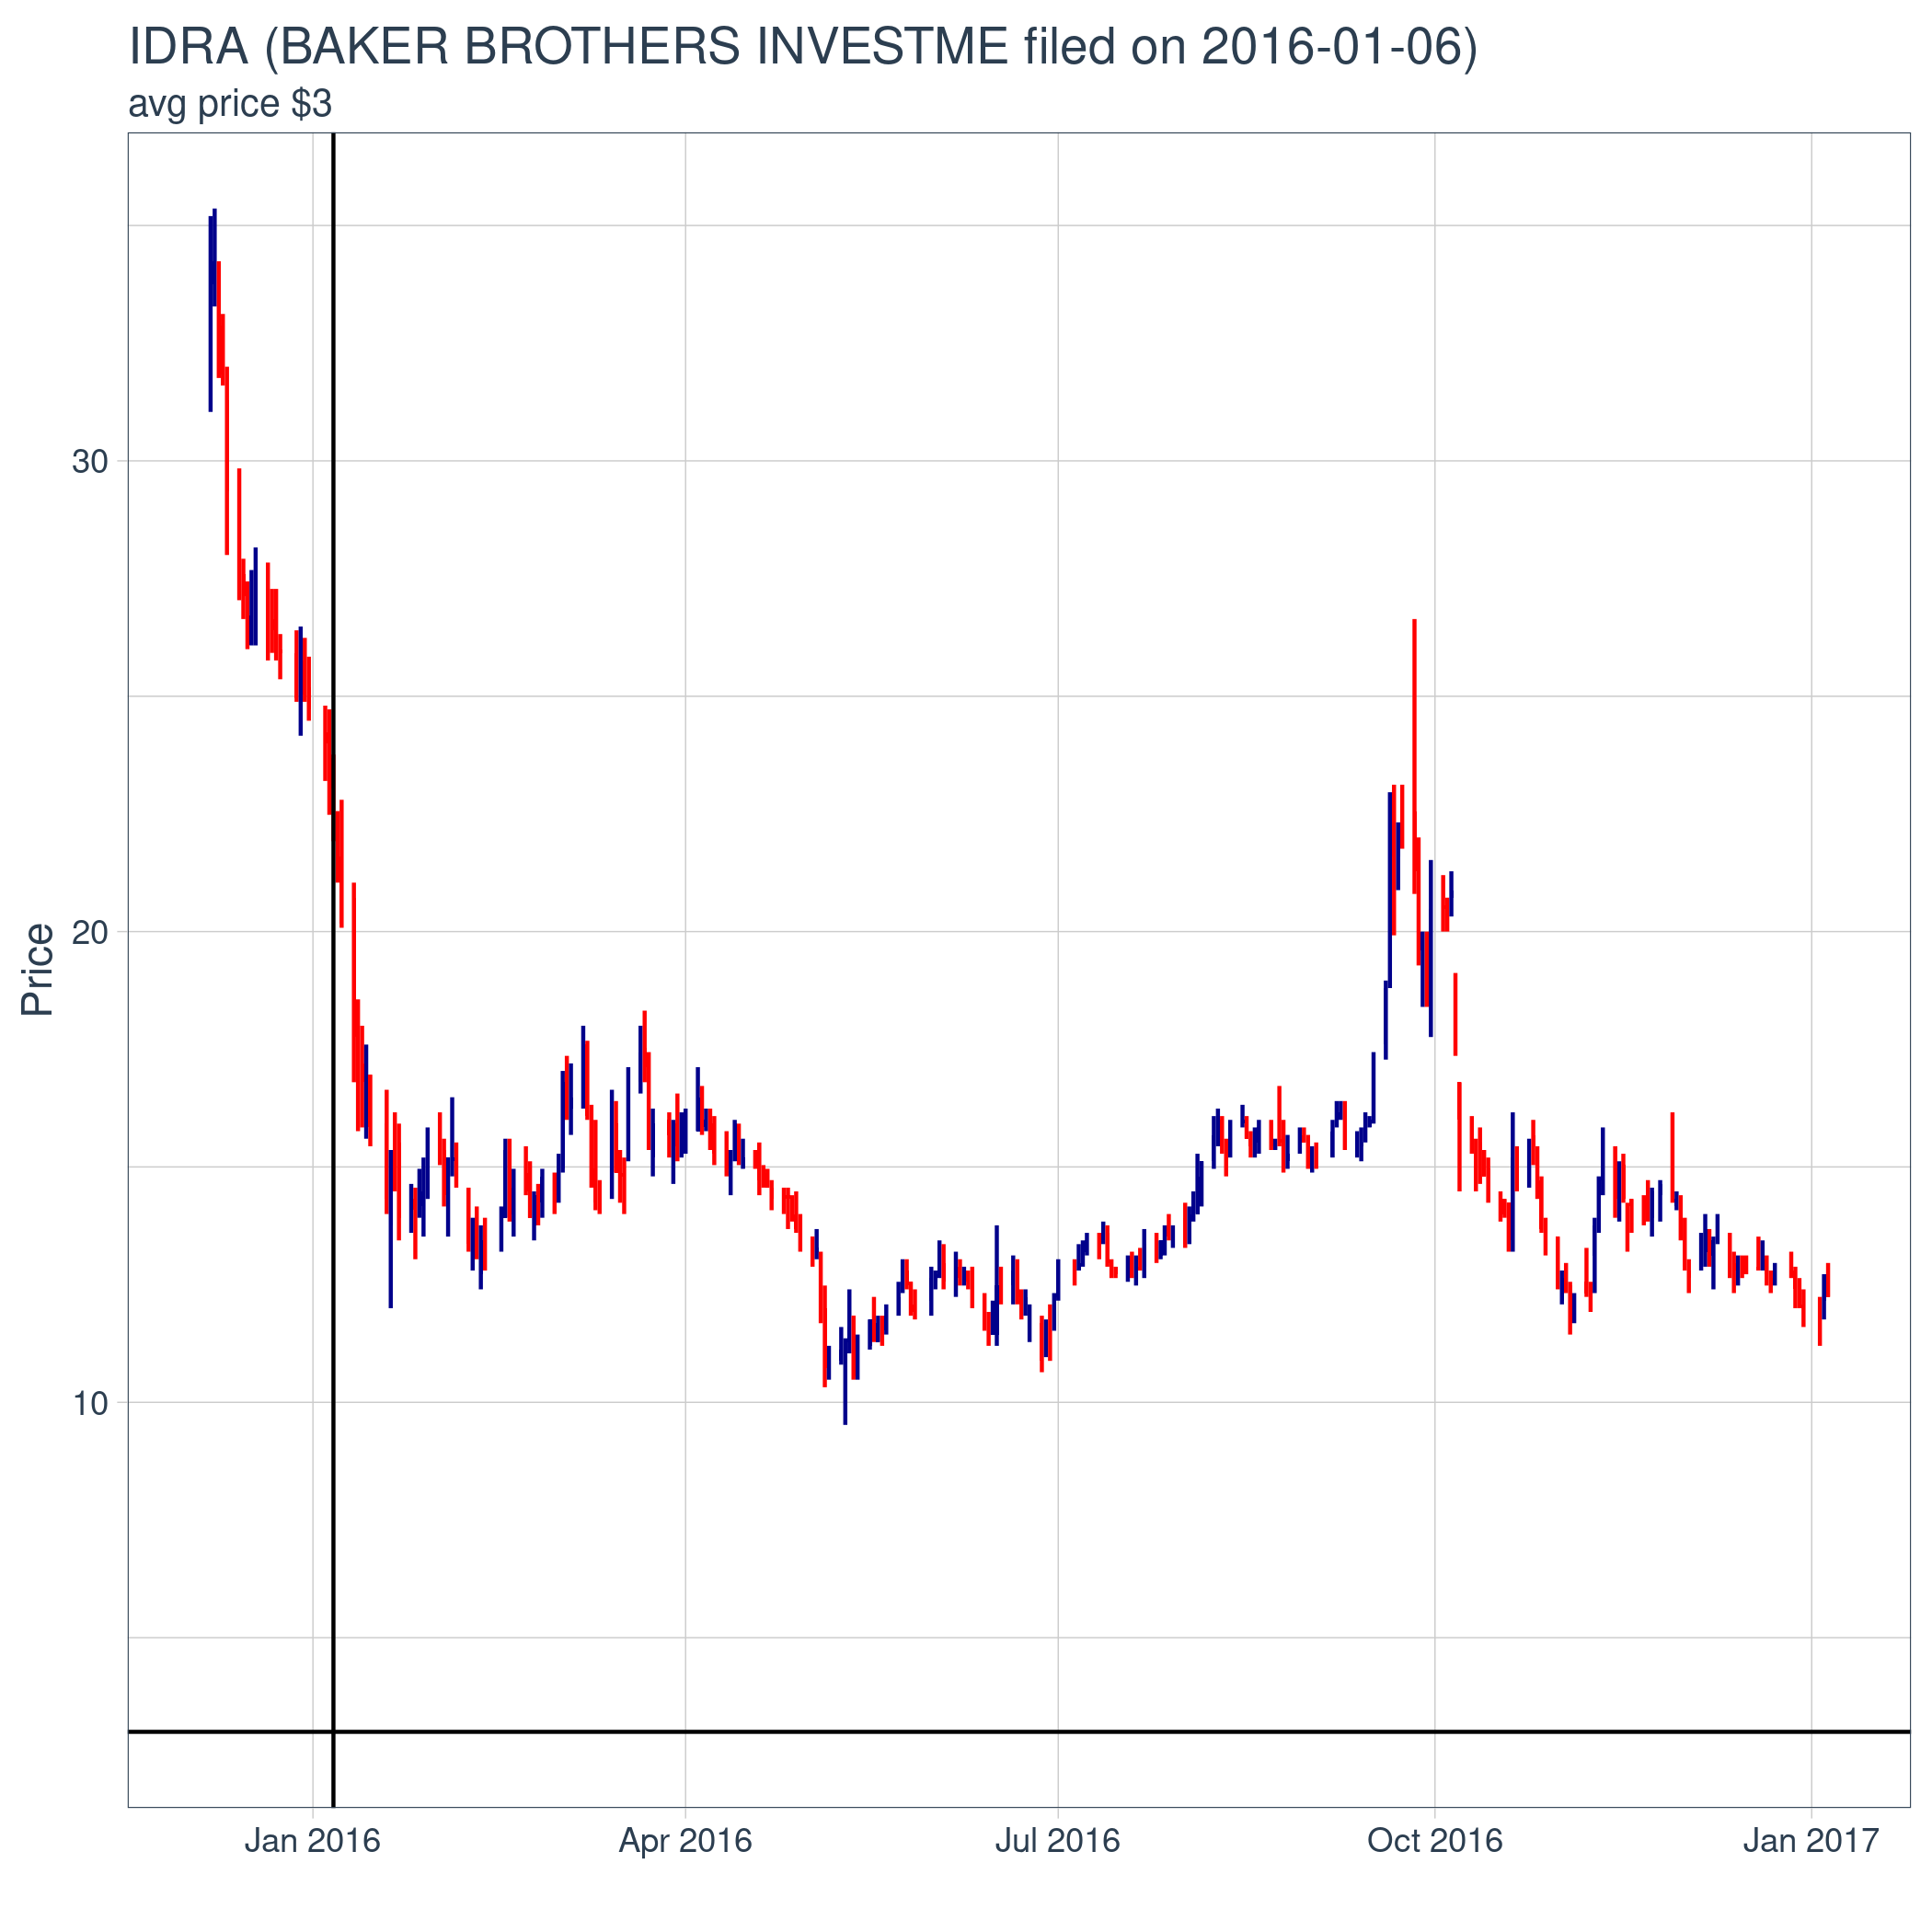 IDRA (BAKER BROTHERS INVESTME filed on 2016-01-06)
avg price $3
Price
30
20
10
Jan 2016
Apr 2016
Jul 2016
Oct 2016
Jan 2017